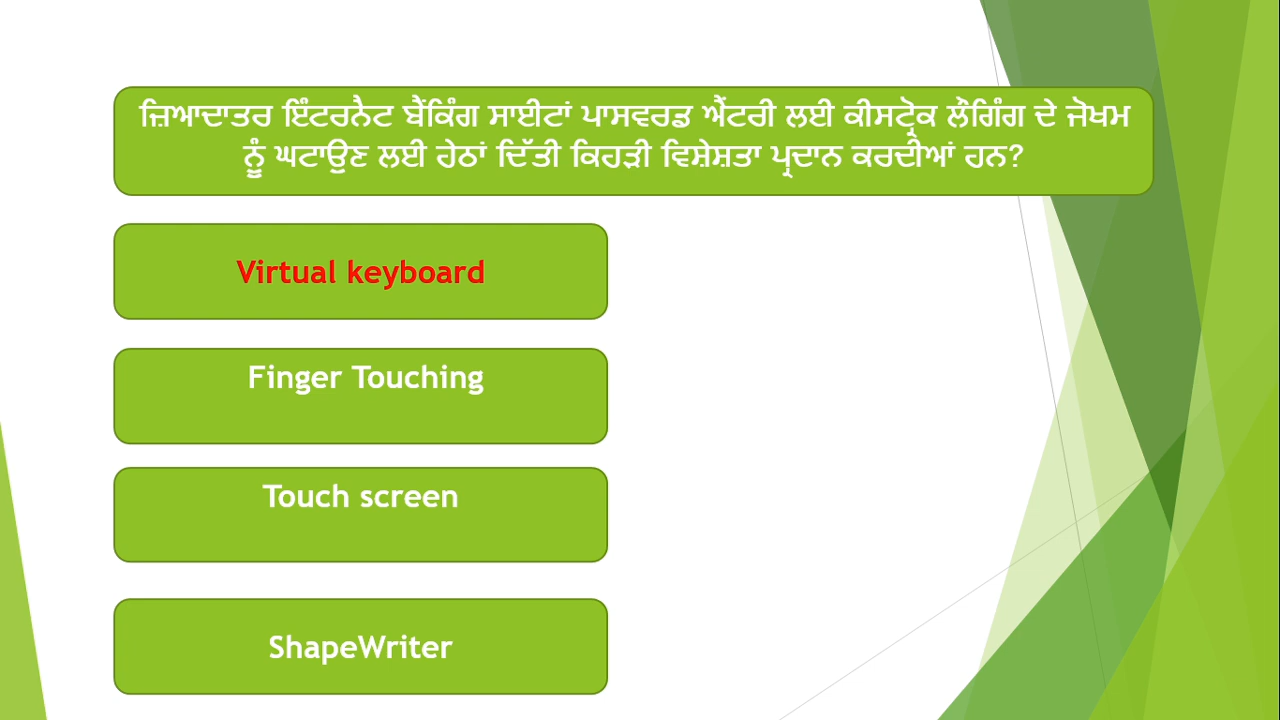 ਜ਼ਿਆਦਾਤਰ ਇੰਟਰਨੈਟ ਬੈਂਕਿੰਗ ਸਾਈਟਾਂ ਪਾਸਵਰਡ ਐਂਟਰੀ ਲਈ ਕੀਸਟ੍ਰੋਕ ਲੌਗਿੰਗ ਦੇ ਜੋਖਮ
ਨੂੰ ਘਟਾਉਣ ਲਈ ਹੇਠਾਂ ਦਿੱਤੀ ਕਿਹੜੀ ਵਿਸ਼ੇਸ਼ਤਾ ਪ੍ਰਦਾਨ ਕਰਦੀਆਂ ਹਨ?
Virtual keyboard
Finger Touching
Touch screen
ShapeWriter